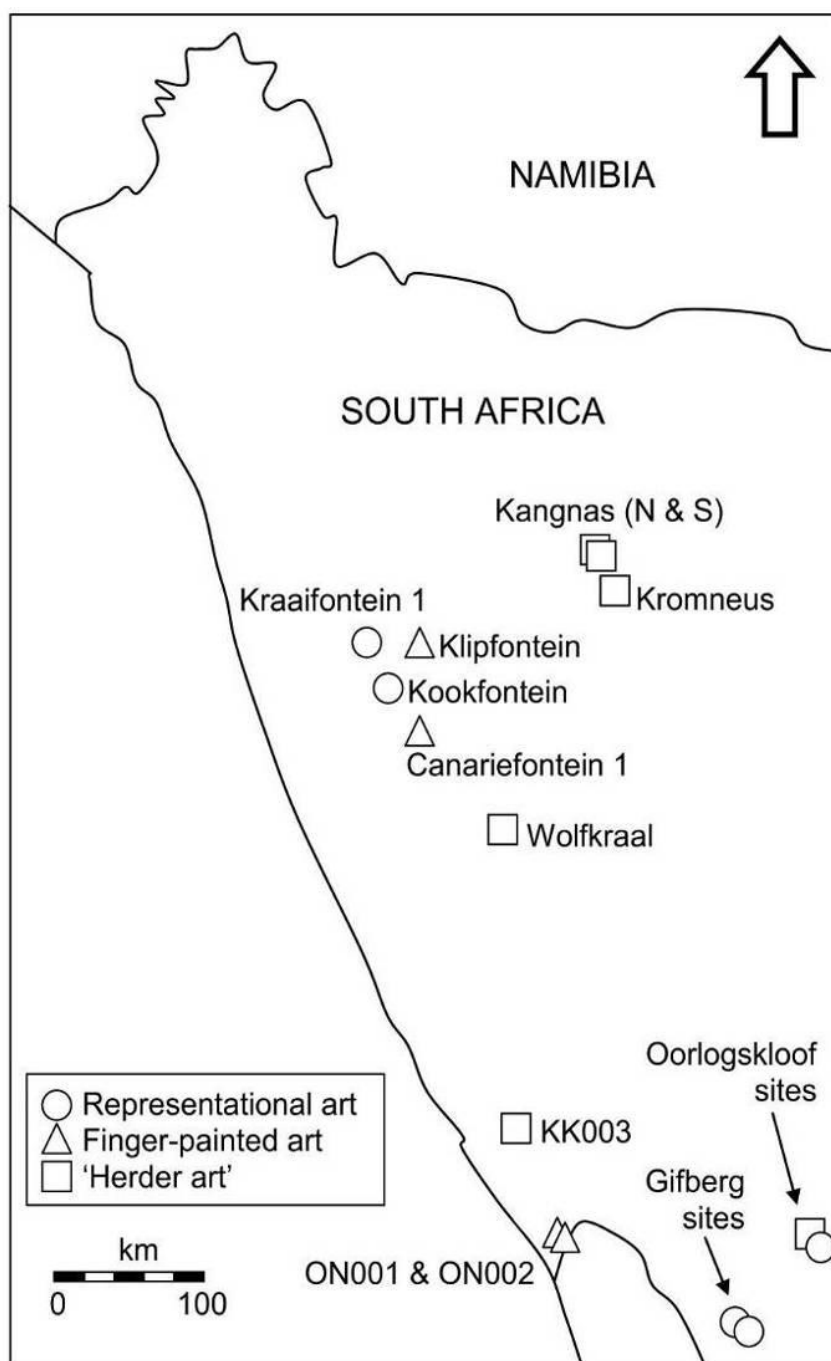 NAMIBIA
SOUTH AFRICA
Kangnas (N & S)
Kromneus
Kraaifontein 1
Klipfontein
Kookfontein
Canariefontein 1
Wolfkraal
Oorlogskloof
sites
KK003
Gifberg
sites
ON001 & ON002
Representational art
Finger-painted art
‘Herder art’
km
0 100